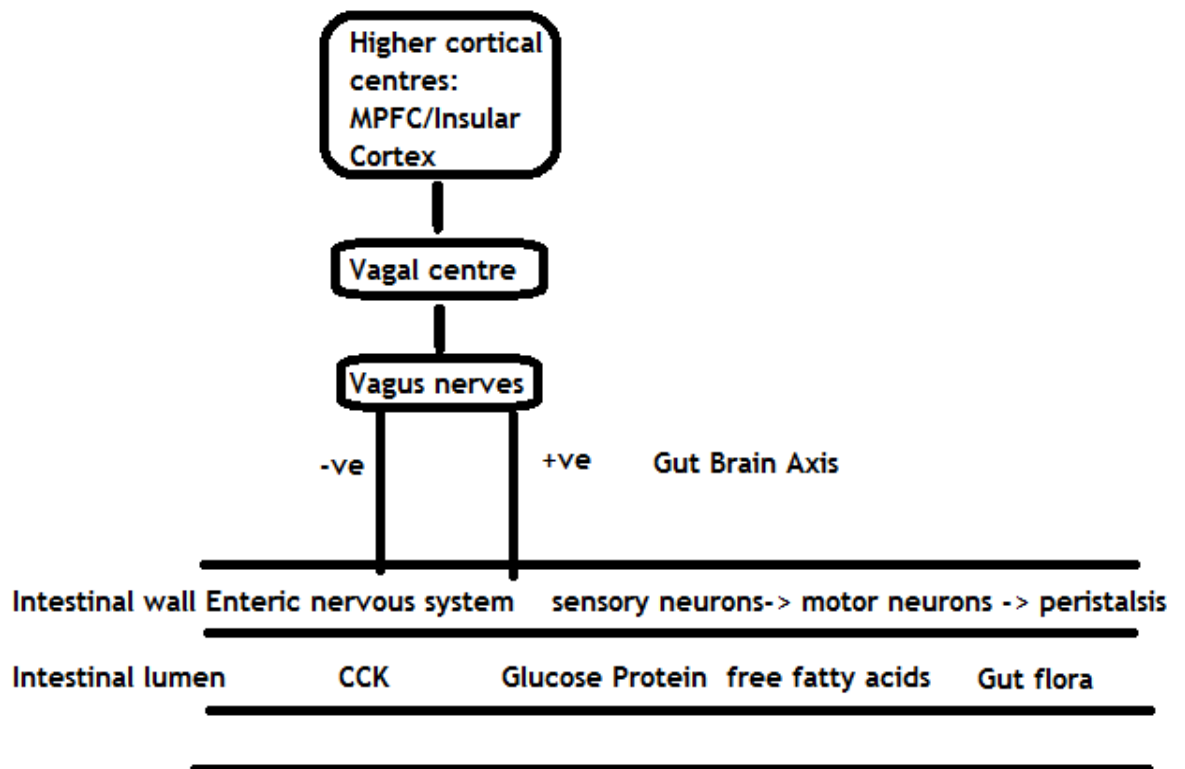 Higher cortical
centres:
MPFC/Insular
Cortex
Vagal centre
Vagus nerves
-ve +ve Gut Brain Axis
Intestinal wall Enteric nervous system sensory neurons-> motor neurons -> peristalsis
Intestinal lumen CCK Glucose Protein free fatty acids Gut flora